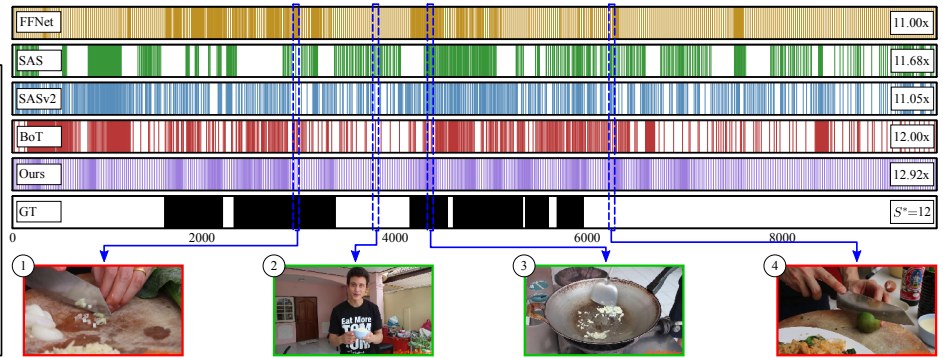 FFNet 11.00x
SAS 11.68x
SASv2 11.05x
BoT 12.00x
Ours 12.92x
GT S*=12
0 2000 4000 6000 8000
1 2 3 4
Eat More
TOM